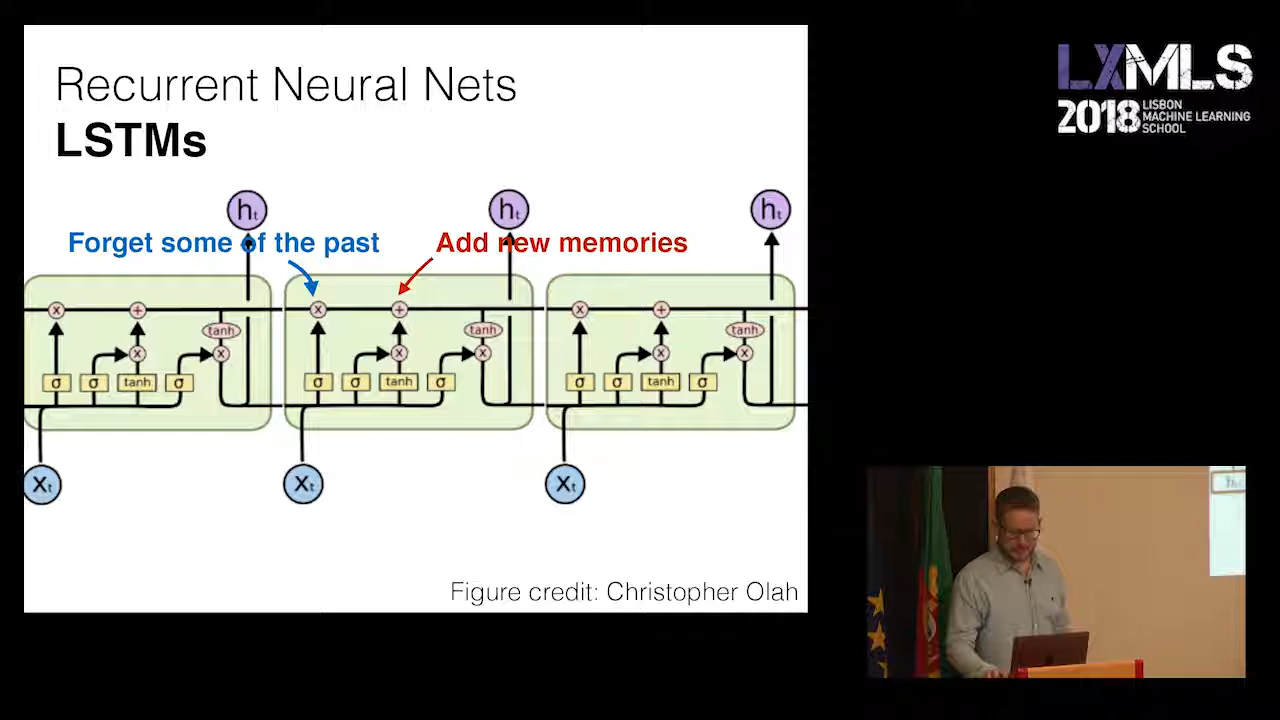 Recurrent Neural Nets
LSTMs
LXMLS
2018 LISBON
MACHINE LEARNING
SCHOOL
ht ht ht
Forget some of the past Add new memories
x + x + x +
tanh tanh tanh
x x x x x x
σ σ tanh σ σ σ tanh σ σ σ tanh σ
xt xt xt
Figure credit: Christopher Olah